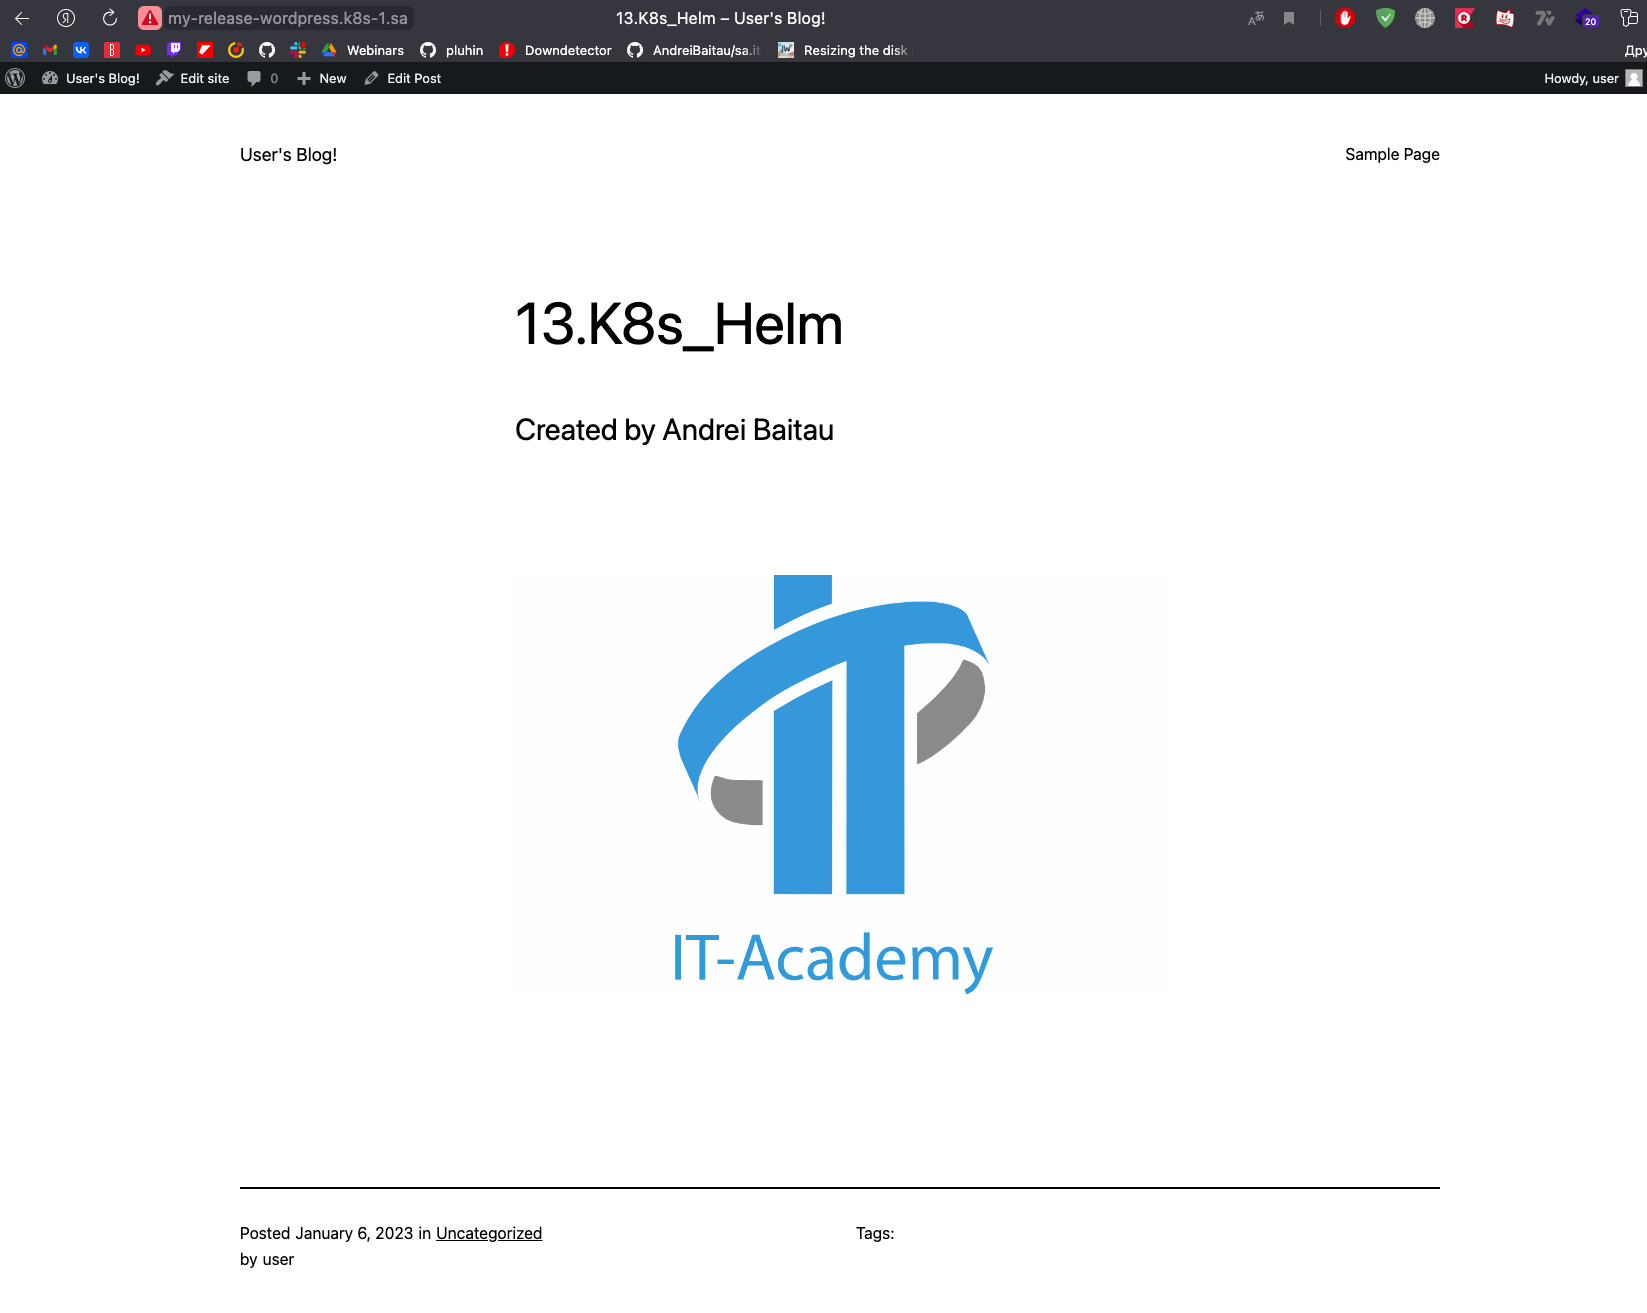 my-release-wordpress.k8s-1.sa
13.K8s_Helm – User's Blog!
20
Webinars
pluhin
Downdetector
AndreiBaitau/sa.it
Resizing the disk
Дру
User's Blog!
Edit site
0
New
Edit Post
Howdy, user
User's Blog!
Sample Page
13.K8s_Helm
Created by Andrei Baitau
IT-Academy
Posted January 6, 2023 in Uncategorized
by user
Tags: